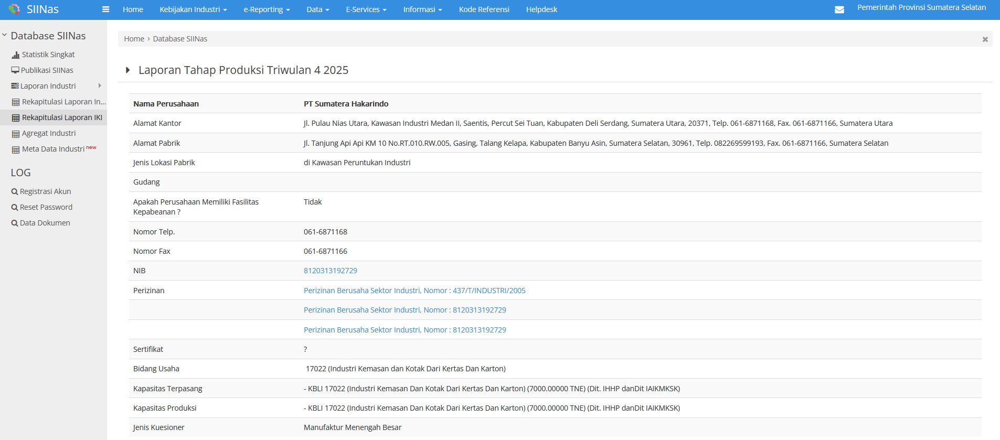 SIINas
Home Kebijakan Industri e-Reporting Data E-Services Informasi Kode Referensi Helpdesk
Pemerintah Provinsi Sumatera Selatan
Database SIINas
Statistik Singkat
Publikasi SIINas
Laporan Industri
Rekapitulasi Laporan In...
Rekapitulasi Laporan IKI
Agregat Industri
Meta Data Industri new
LOG
Registrasi Akun
Reset Password
Data Dokumen
Home > Database SIINas
Laporan Tahap Produksi Triwulan 4 2025
Nama Perusahaan PT Sumatera Hakarindo
Alamat Kantor Jl. Pulau Nias Utara, Kawasan Industri Medan II, Saentis, Percut Sei Tuan, Kabupaten Deli Serdang, Sumatera Utara, 20371, Telp. 061-6871168, Fax. 061-6871166, Sumatera Utara
Alamat Pabrik Jl. Tanjung Api Api KM 10 No.RT.010.RW.005, Gasing, Talang Kelapa, Kabupaten Banyu Asin, Sumatera Selatan, 30961, Telp. 082269599193, Fax. 061-6871166, Sumatera Selatan
Jenis Lokasi Pabrik di Kawasan Peruntukan Industri
Gudang
Apakah Perusahaan Memiliki Fasilitas Tidak
Kepabeanan ?
Nomor Telp. 061-6871168
Nomor Fax 061-6871166
NIB 8120313192729
Perizinan Perizinan Berusaha Sektor Industri, Nomor : 437/T/INDUSTRI/2005
Perizinan Berusaha Sektor Industri, Nomor : 8120313192729
Perizinan Berusaha Sektor Industri, Nomor : 8120313192729
Sertifikat ?
Bidang Usaha 17022 (Industri Kemasan dan Kotak Dari Kertas Dan Karton)
Kapasitas Terpasang - KBLI 17022 (Industri Kemasan Dan Kotak Dari Kertas Dan Karton) (7000.00000 TNE) (Dit. IHHP danDit IAIKMKSK)
Kapasitas Produksi - KBLI 17022 (Industri Kemasan Dan Kotak Dari Kertas Dan Karton) (7000.00000 TNE) (Dit. IHHP danDit IAIKMKSK)
Jenis Kuesioner Manufaktur Menengah Besar